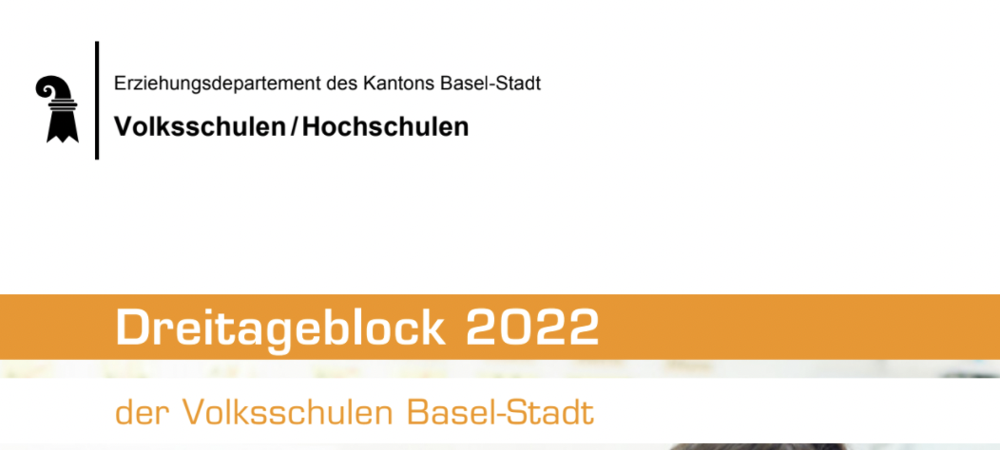 Erziehungsdepartement des Kantons Basel-Stadt
Volksschulen/Hochschulen
Dreitageblock 2022
der Volksschulen Basel-Stadt